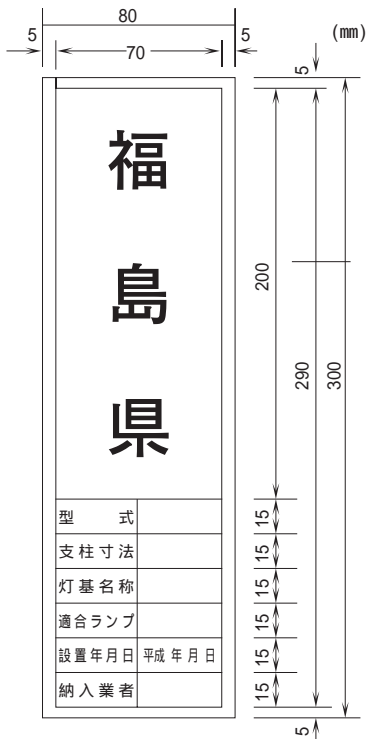 80
5 70 5 (mm)
5
福
島
県
200
290
300
型 式
15
支柱寸法
15
灯基名称
15
適合ランプ
15
設置年月日 平成 年 月 日
15
納入業者
15
5